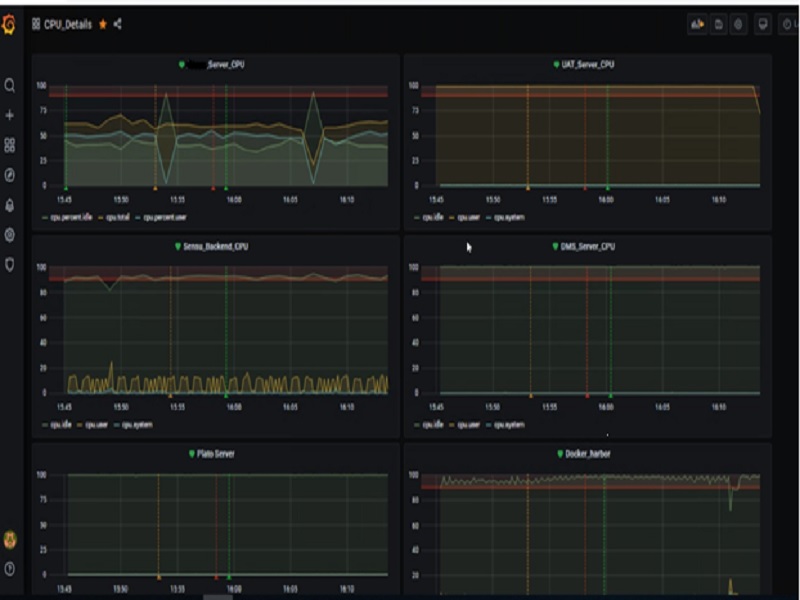 CPU_Details
_Server_CPU
100
75
50
25
0
15:45 15:50 15:55 16:00 16:05 16:10
cpu.percent.idle cpu.total cpu.percent.user
UAT_Server_CPU
100
75
50
25
0
15:45 15:50 15:55 16:00 16:05 16:10
cpu.idle cpu.user cpu.system
Sensu_Backend_CPU
100
80
60
40
20
0
15:45 15:50 15:55 16:00 16:05 16:10
cpu.idle cpu.user cpu.system
DMS_Server_CPU
100
80
60
40
20
0
15:45 15:50 15:55 16:00 16:05 16:10
cpu.idle cpu.user cpu.system
Plato Server
100
75
50
25
0
15:45 15:50 15:55 16:00 16:05 16:10
Docker_harbor
100
80
60
40
20